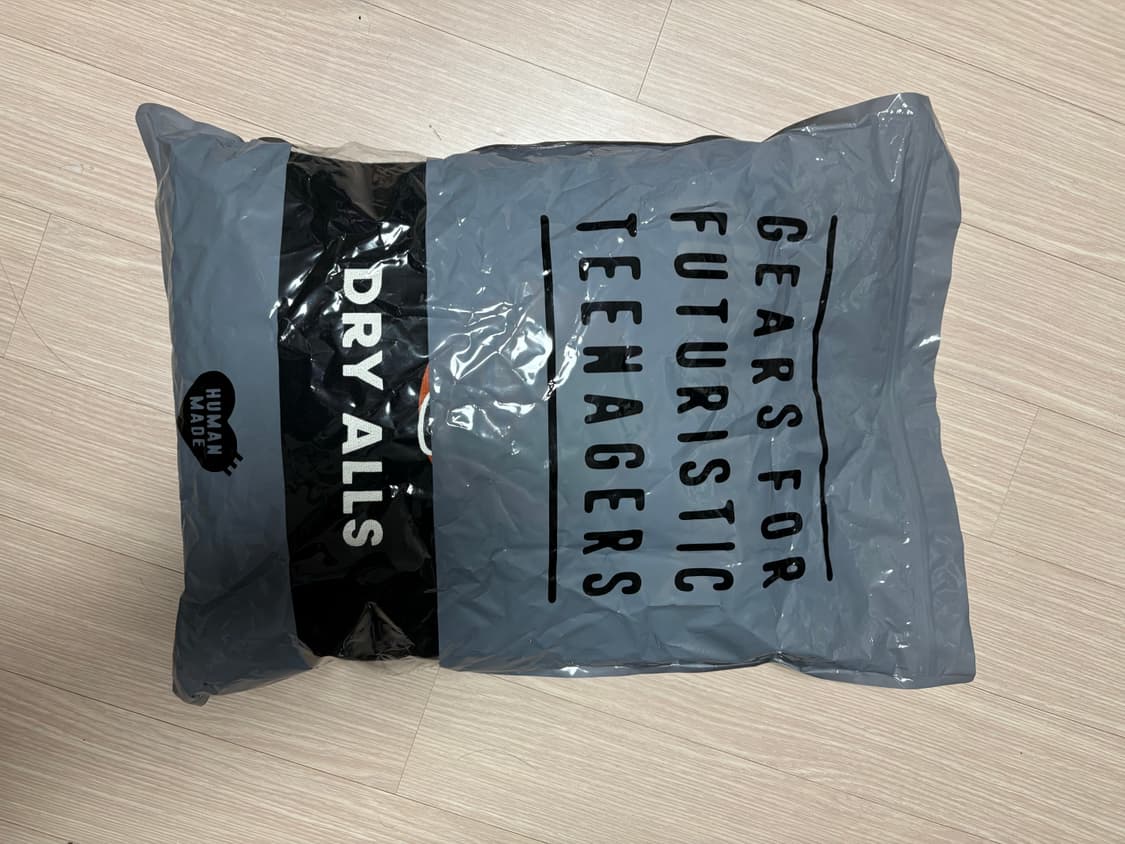 GEARS FOR
FUTURISTIC
TEENAGERS
DRY ALLS
HUMAN
MADE